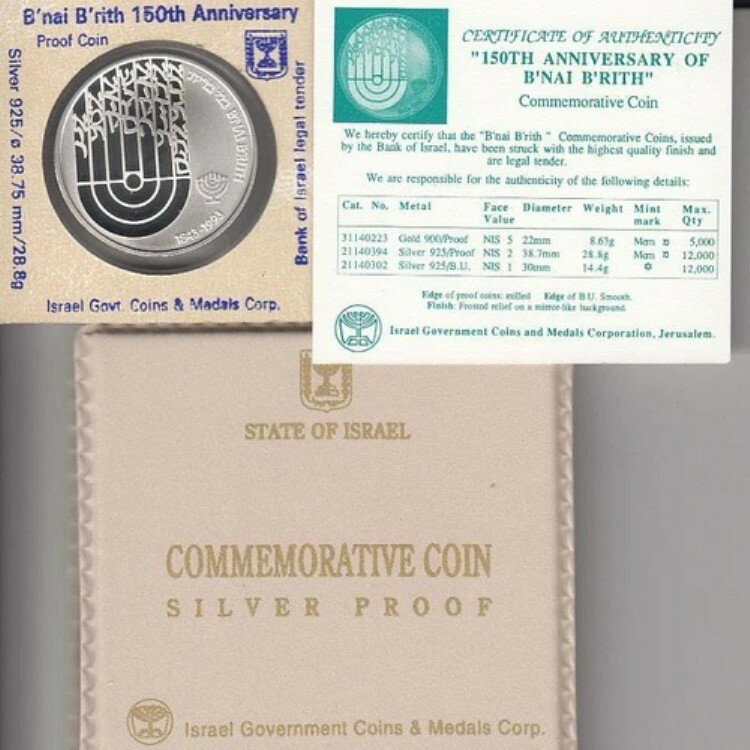 B'nai B'rith 150th Anniversary
Proof Coin
Silver 925/ø 38.75 mm/28.8g
Bank of Israel legal tender
B'NAI B'RITH
1843-1993
Israel Govt. Coins & Medals Corp.
CERTIFICATE OF AUTHENTICITY
"150TH ANNIVERSARY OF
B'NAI B'RITH"
Commemorative Coin
We hereby certify that the "B'nai B'rith " Commemorative Coins, issued
by the Bank of Israel, have been struck with the highest quality finish and
are legal tender.
We are responsible for the authenticity of the following details:
Cat. No. Metal Face Value Diameter Weight Mint mark Max. Qty
31140223 Gold 900/Proof NIS 5 22mm 8.63g Mem מ 5,000
21140394 Silver 925/Proof NIS 2 38.7mm 28.8g Mem מ 12,000
21140302 Silver 925/B.U. NIS 1 30mm 14.4g ✡ 12,000
Edge of proof coins: milled Edge of B.U. Smooth.
Finish: Frosted relief on a mirror-like background.
Israel Government Coins and Medals Corporation, Jerusalem.
STATE OF ISRAEL
COMMEMORATIVE COIN
SILVER PROOF
Israel Government Coins & Medals Corp.